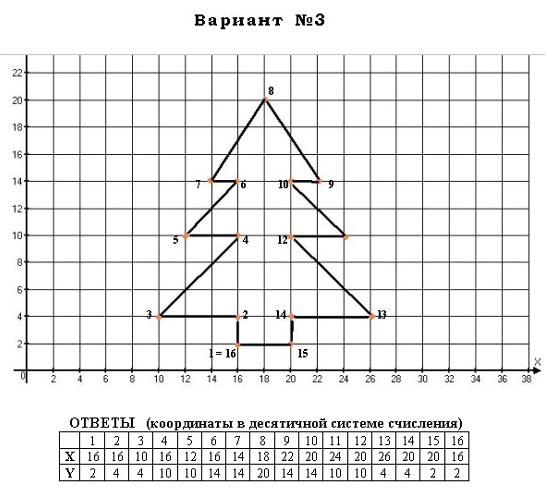 Вариант №3
22
20
8
18
16
14
7 6 10 9
12
10
5 4 12
8
6
4
3 2 14 13
2
1 = 16 15
X
0 2 4 6 8 10 12 14 16 18 20 22 24 26 28 30 32 34 36 38
ОТВЕТЫ (координаты в десятичной системе счисления)
1 2 3 4 5 6 7 8 9 10 11 12 13 14 15 16
X 16 16 10 16 12 16 14 18 22 20 24 20 26 20 20 16
Y 2 4 4 10 10 14 14 20 14 14 10 10 4 4 2 2